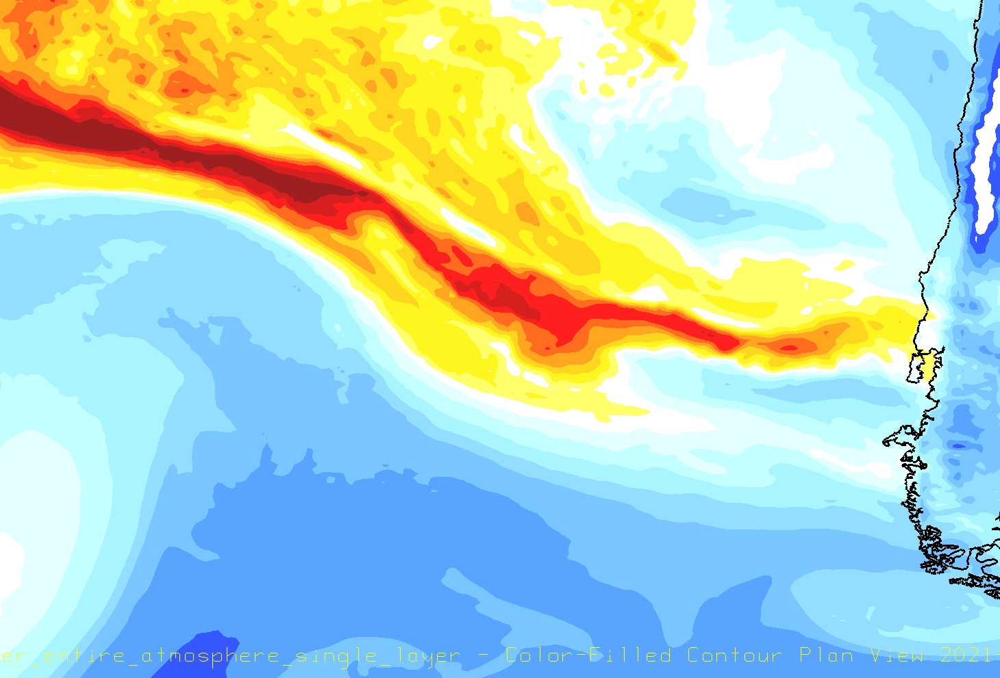 er_entire_atmosphere_single_layer - Color-Filled Contour Plan View 2021-